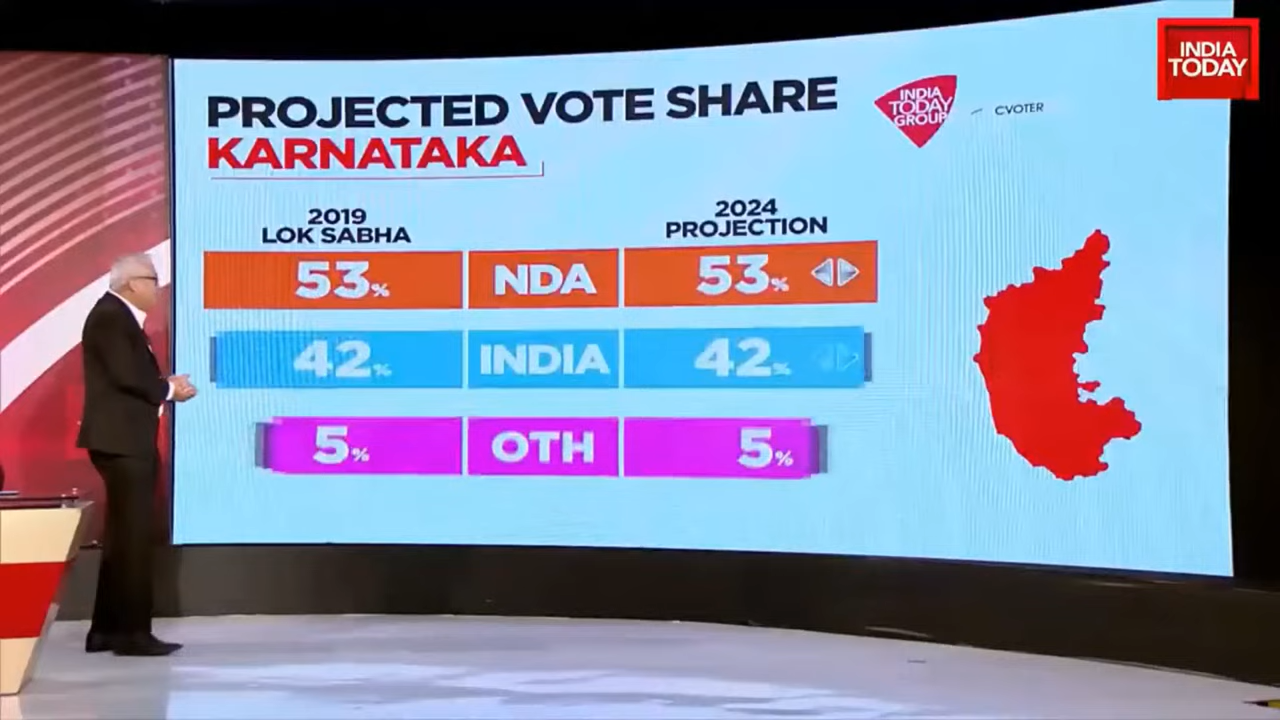 PROJECTED VOTE SHARE
KARNATAKA
INDIA
TODAY
GROUP
CVOTER
INDIA
TODAY
2019
LOK SABHA
2024
PROJECTION
53% NDA 53%
42% INDIA 42%
5% OTH 5%